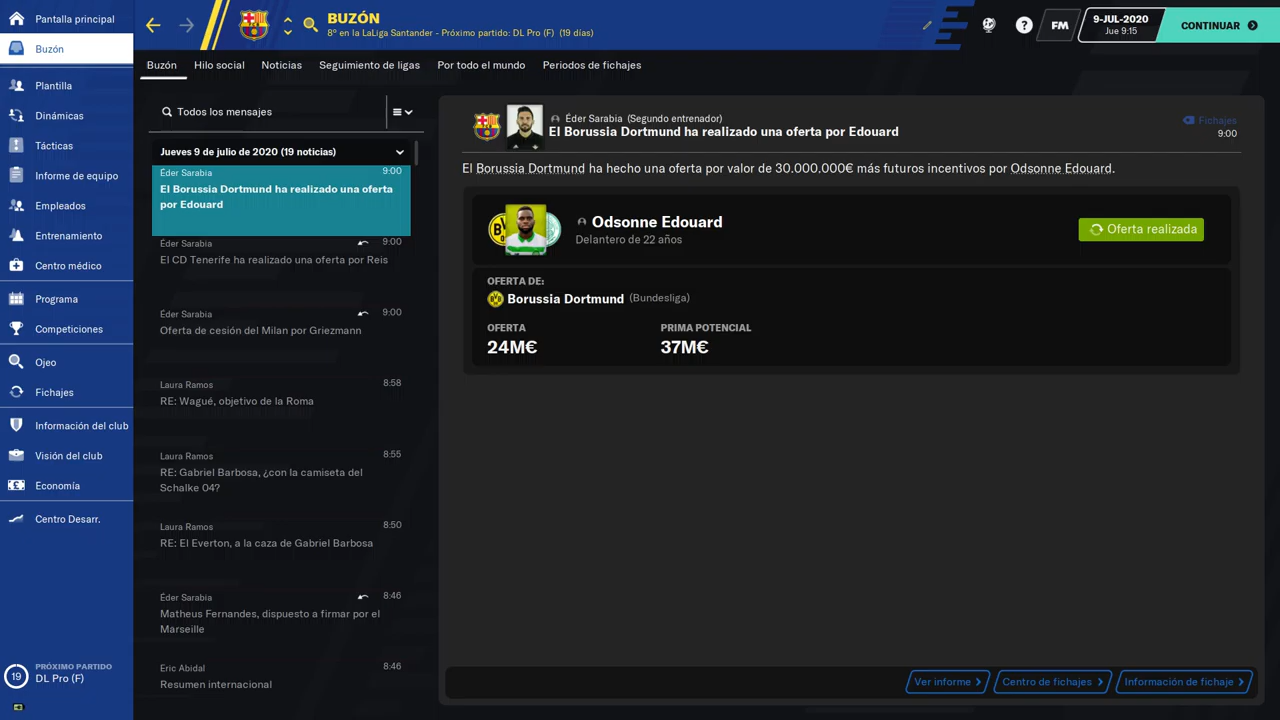 Pantalla principal
Buzón
Plantilla
Dinámicas
Tácticas
Informe de equipo
Empleados
Entrenamiento
Centro médico
Programa
Competiciones
Ojeo
Fichajes
Información del club
Visión del club
Economía
Centro Desarr.
19
PRÓXIMO PARTIDO
DL Pro (F)
BUZÓN
8º en la LaLiga Santander - Próximo partido: DL Pro (F) (19 días)
?
FM
9-JUL-2020
Jue 9:15
CONTINUAR
Buzón
Hilo social
Noticias
Seguimiento de ligas
Por todo el mundo
Periodos de fichajes
Todos los mensajes
Jueves 9 de julio de 2020 (19 noticias)
Éder Sarabia 9:00
El Borussia Dortmund ha realizado una oferta
por Edouard
Éder Sarabia 9:00
El CD Tenerife ha realizado una oferta por Reis
Éder Sarabia 9:00
Oferta de cesión del Milan por Griezmann
Laura Ramos 8:58
RE: Wagué, objetivo de la Roma
Laura Ramos 8:55
RE: Gabriel Barbosa, ¿con la camiseta del
Schalke 04?
Laura Ramos 8:50
RE: El Everton, a la caza de Gabriel Barbosa
Éder Sarabia 8:46
Matheus Fernandes, dispuesto a firmar por el
Marseille
Eric Abidal 8:46
Resumen internacional
Éder Sarabia (Segundo entrenador)
El Borussia Dortmund ha realizado una oferta por Edouard
Fichajes
9:00
El Borussia Dortmund ha hecho una oferta por valor de 30.000.000€ más futuros incentivos por Odsonne Edouard.
Odsonne Edouard
Delantero de 22 años
Oferta realizada
OFERTA DE:
Borussia Dortmund (Bundesliga)
OFERTA PRIMA POTENCIAL
24M€ 37M€
Ver informe
Centro de fichajes
Información de fichaje